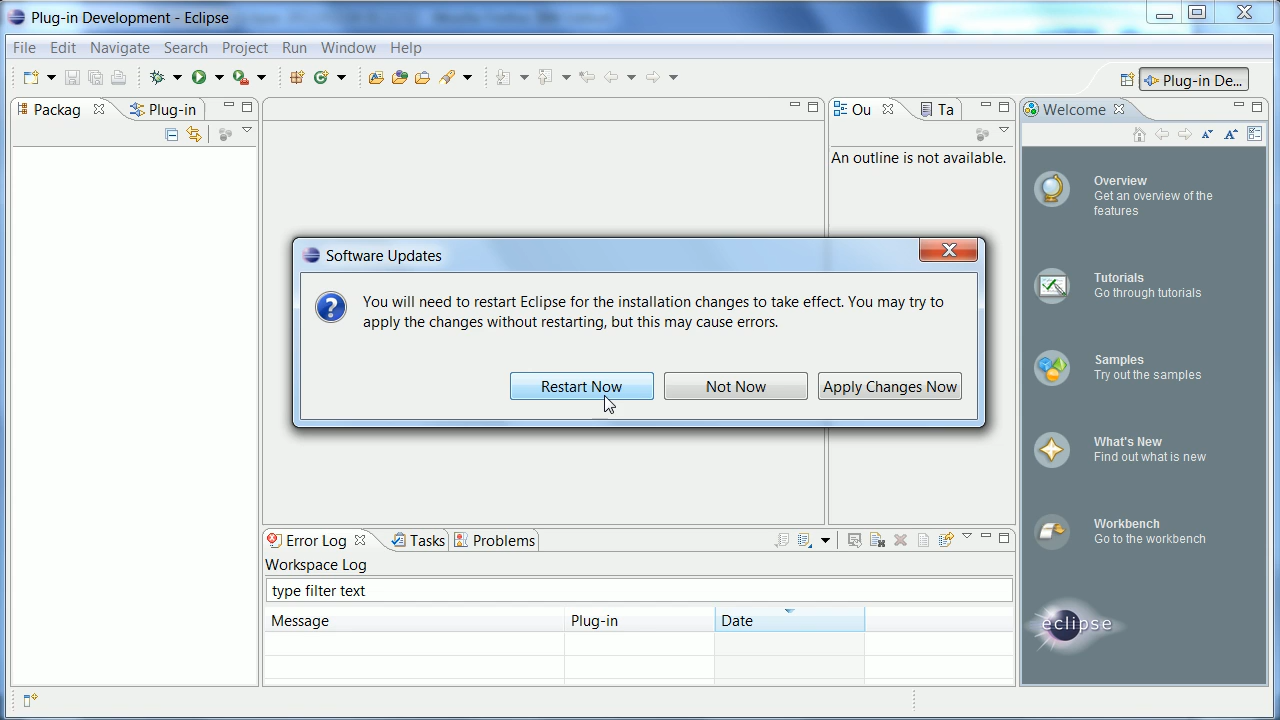 Plug-in Development - Eclipse
File Edit Navigate Search Project Run Window Help
Plug-in De...
Packag
Plug-in
Ou
Ta
Welcome
An outline is not available.
Overview
Get an overview of the
features
Tutorials
Go through tutorials
Samples
Try out the samples
What's New
Find out what is new
Workbench
Go to the workbench
eclipse
Software Updates
You will need to restart Eclipse for the installation changes to take effect. You may try to
apply the changes without restarting, but this may cause errors.
Restart Now Not Now Apply Changes Now
Error Log Tasks Problems
Workspace Log
type filter text
Message Plug-in Date